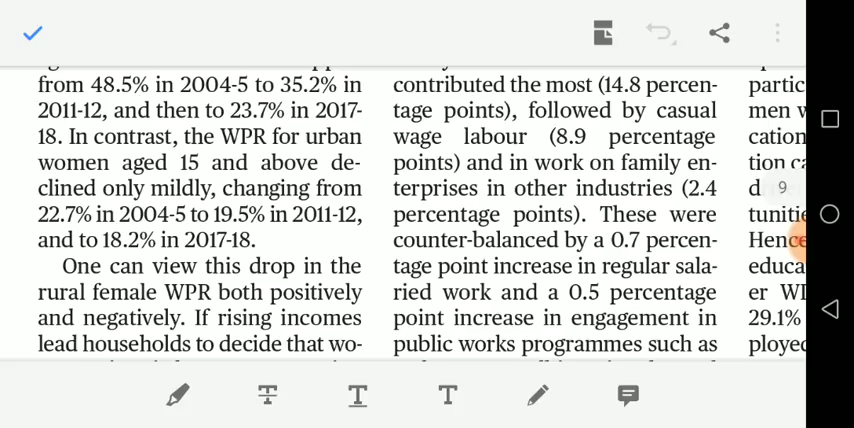 from 48.5% in 2004-5 to 35.2% in
2011-12, and then to 23.7% in 2017-
18. In contrast, the WPR for urban
women aged 15 and above de-
clined only mildly, changing from
22.7% in 2004-5 to 19.5% in 2011-12,
and to 18.2% in 2017-18.
One can view this drop in the
rural female WPR both positively
and negatively. If rising incomes
lead households to decide that wo-
contributed the most (14.8 percen-
tage points), followed by casual
wage labour (8.9 percentage
points) and in work on family en-
terprises in other industries (2.4
percentage points). These were
counter-balanced by a 0.7 percen-
tage point increase in regular sala-
ried work and a 0.5 percentage
point increase in engagement in
public works programmes such as
partic
men w
cation
tion ca
d
tunitie
Hence
educa
er WI
29.1%
ployed
9
T
T
T